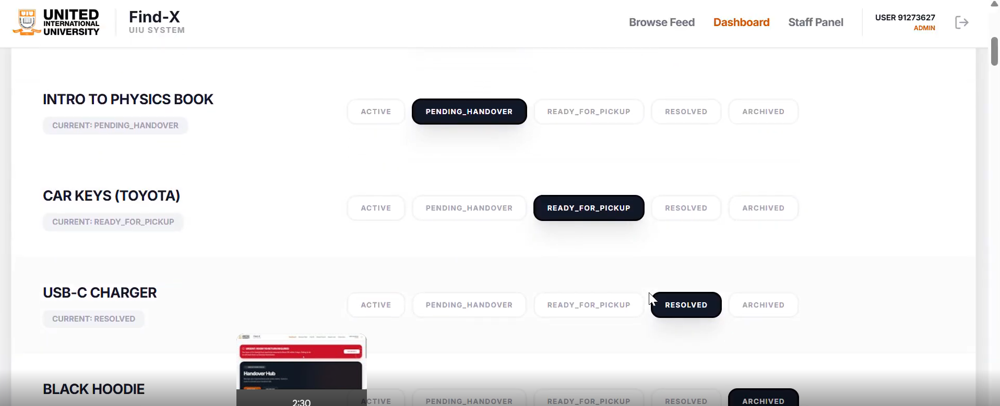 UNITED
INTERNATIONAL
UNIVERSITY
Find-X
UIU SYSTEM
Browse Feed
Dashboard
Staff Panel
USER 91273627
ADMIN
INTRO TO PHYSICS BOOK
CURRENT: PENDING_HANDOVER
ACTIVE
PENDING_HANDOVER
READY_FOR_PICKUP
RESOLVED
ARCHIVED
CAR KEYS (TOYOTA)
CURRENT: READY_FOR_PICKUP
ACTIVE
PENDING_HANDOVER
READY_FOR_PICKUP
RESOLVED
ARCHIVED
USB-C CHARGER
CURRENT: RESOLVED
ACTIVE
PENDING_HANDOVER
READY_FOR_PICKUP
RESOLVED
ARCHIVED
BLACK HOODIE
ACTIVE
PENDING_HANDOVER
READY_FOR_PICKUP
RESOLVED
ARCHIVED
Handover Hub
2:30